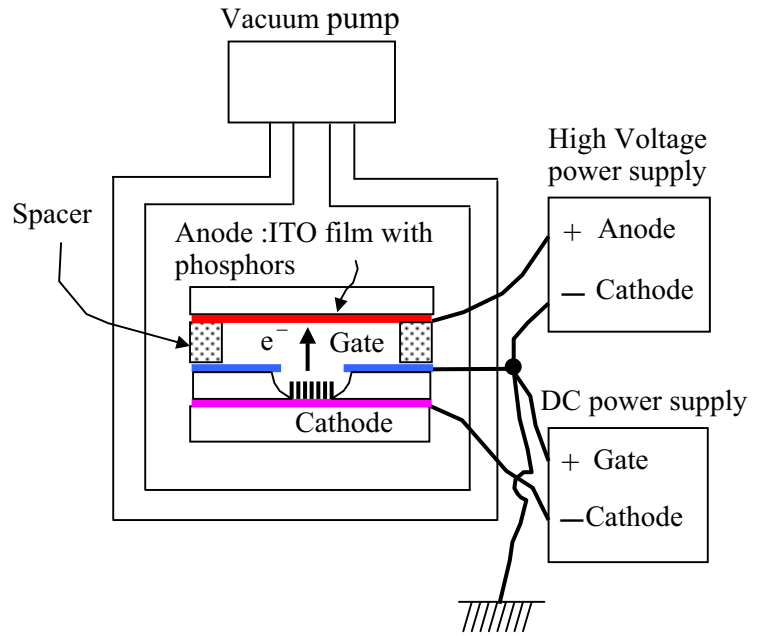 Vacuum pump
High Voltage
power supply
Spacer
Anode :ITO film with
phosphors
+ Anode
— Cathode
e⁻
Gate
Cathode
DC power supply
+ Gate
—Cathode